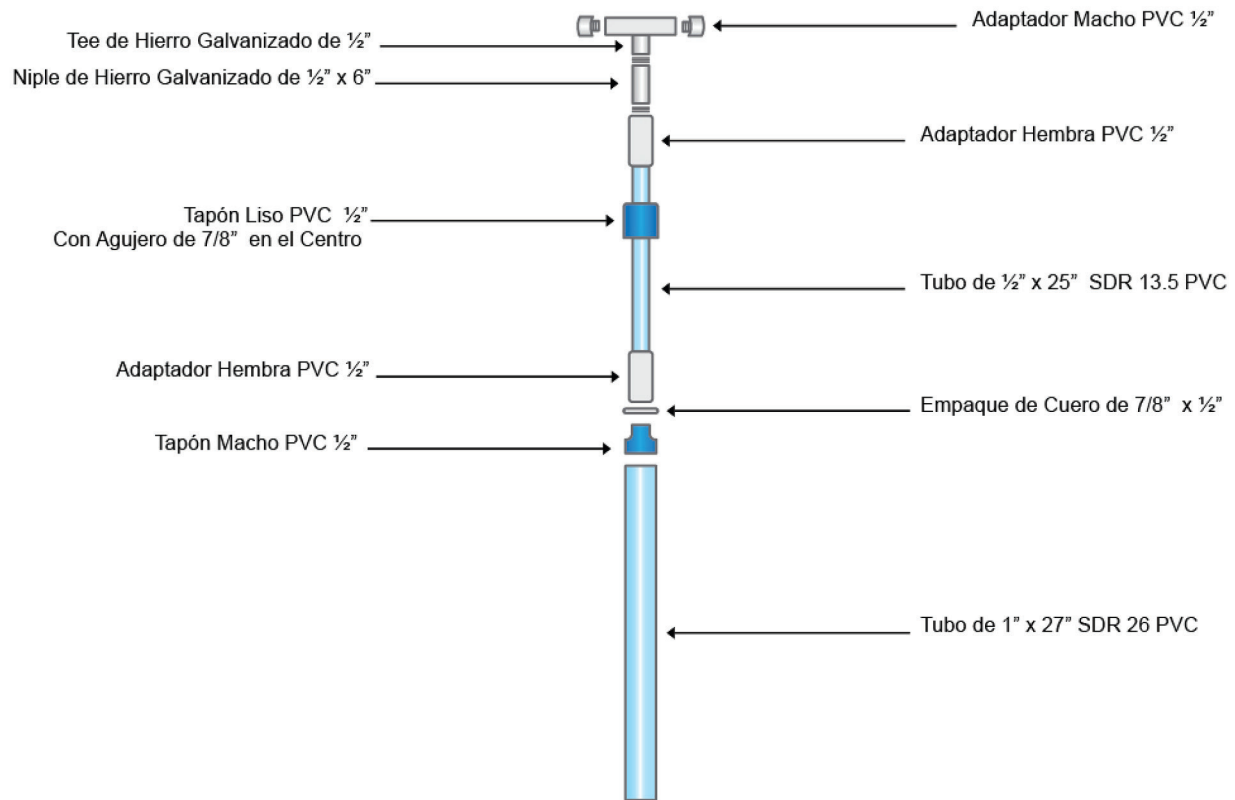 Adaptador Macho PVC ½”
Tee de Hierro Galvanizado de ½”
Niple de Hierro Galvanizado de ½” x 6”
Adaptador Hembra PVC ½”
Tapón Liso PVC ½”
Con Agujero de 7/8” en el Centro
Tubo de ½” x 25” SDR 13.5 PVC
Adaptador Hembra PVC ½”
Empaque de Cuero de 7/8” x ½”
Tapón Macho PVC ½”
Tubo de 1” x 27” SDR 26 PVC